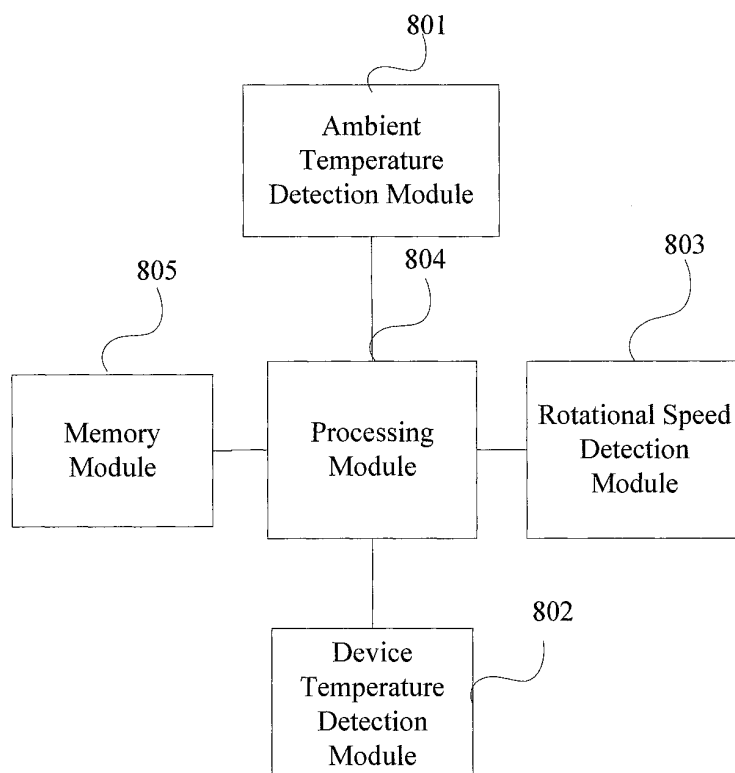 801
Ambient
Temperature
Detection Module
805
804
803
Memory
Module
Processing
Module
Rotational Speed
Detection
Module
802
Device
Temperature
Detection
Module